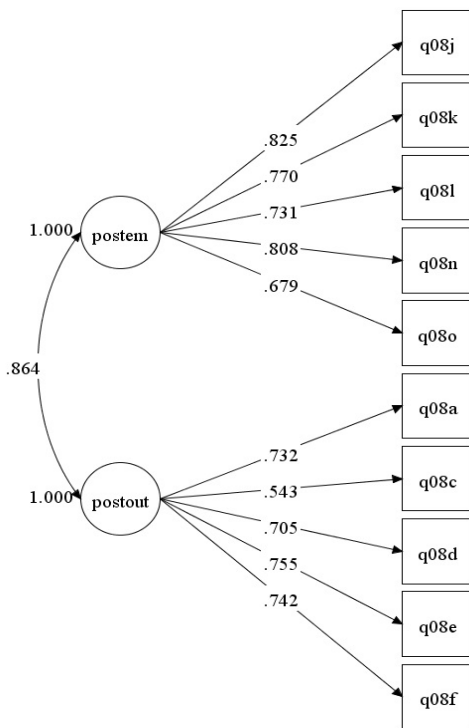 q08j
q08k
.825
.770
.731
q08l
1.000
postem
.808
q08n
.679
q08o
.864
q08a
.732
.543
q08c
1.000
postout
.705
q08d
.755
.742
q08e
q08f